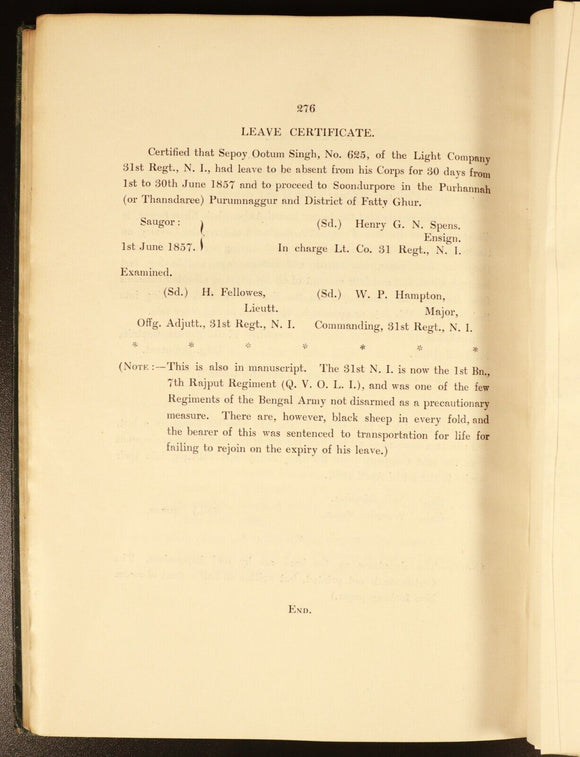 276
LEAVE CERTIFICATE.
Certified that Sepoy Ootum Singh, No. 625, of the Light Company
31st Regt., N. I., had leave to be absent from his Corps for 30 days from
1st to 30th June 1857 and to proceed to Soondurpore in the Purhannah
(or Thanadaree) Purumnaggur and District of Fatty Ghur.
Saugor : (Sd.) Henry G. N. Spens.
Ensign.
1st June 1857. In charge Lt. Co. 31 Regt., N. I.
Examined.
(Sd.) H. Fellowes, (Sd.) W. P. Hampton,
Lieutt. Major,
Offg. Adjutt., 31st Regt., N. I. Commanding, 31st Regt., N. I.
* * * * * * *
(NOTE :—This is also in manuscript. The 31st N. I. is now the 1st Bn.,
7th Rajput Regiment (Q. V. O. L. I.), and was one of the few
Regiments of the Bengal Army not disarmed as a precautionary
measure. There are, however, black sheep in every fold, and
the bearer of this was sentenced to transportation for life for
failing to rejoin on the expiry of his leave.)
END.